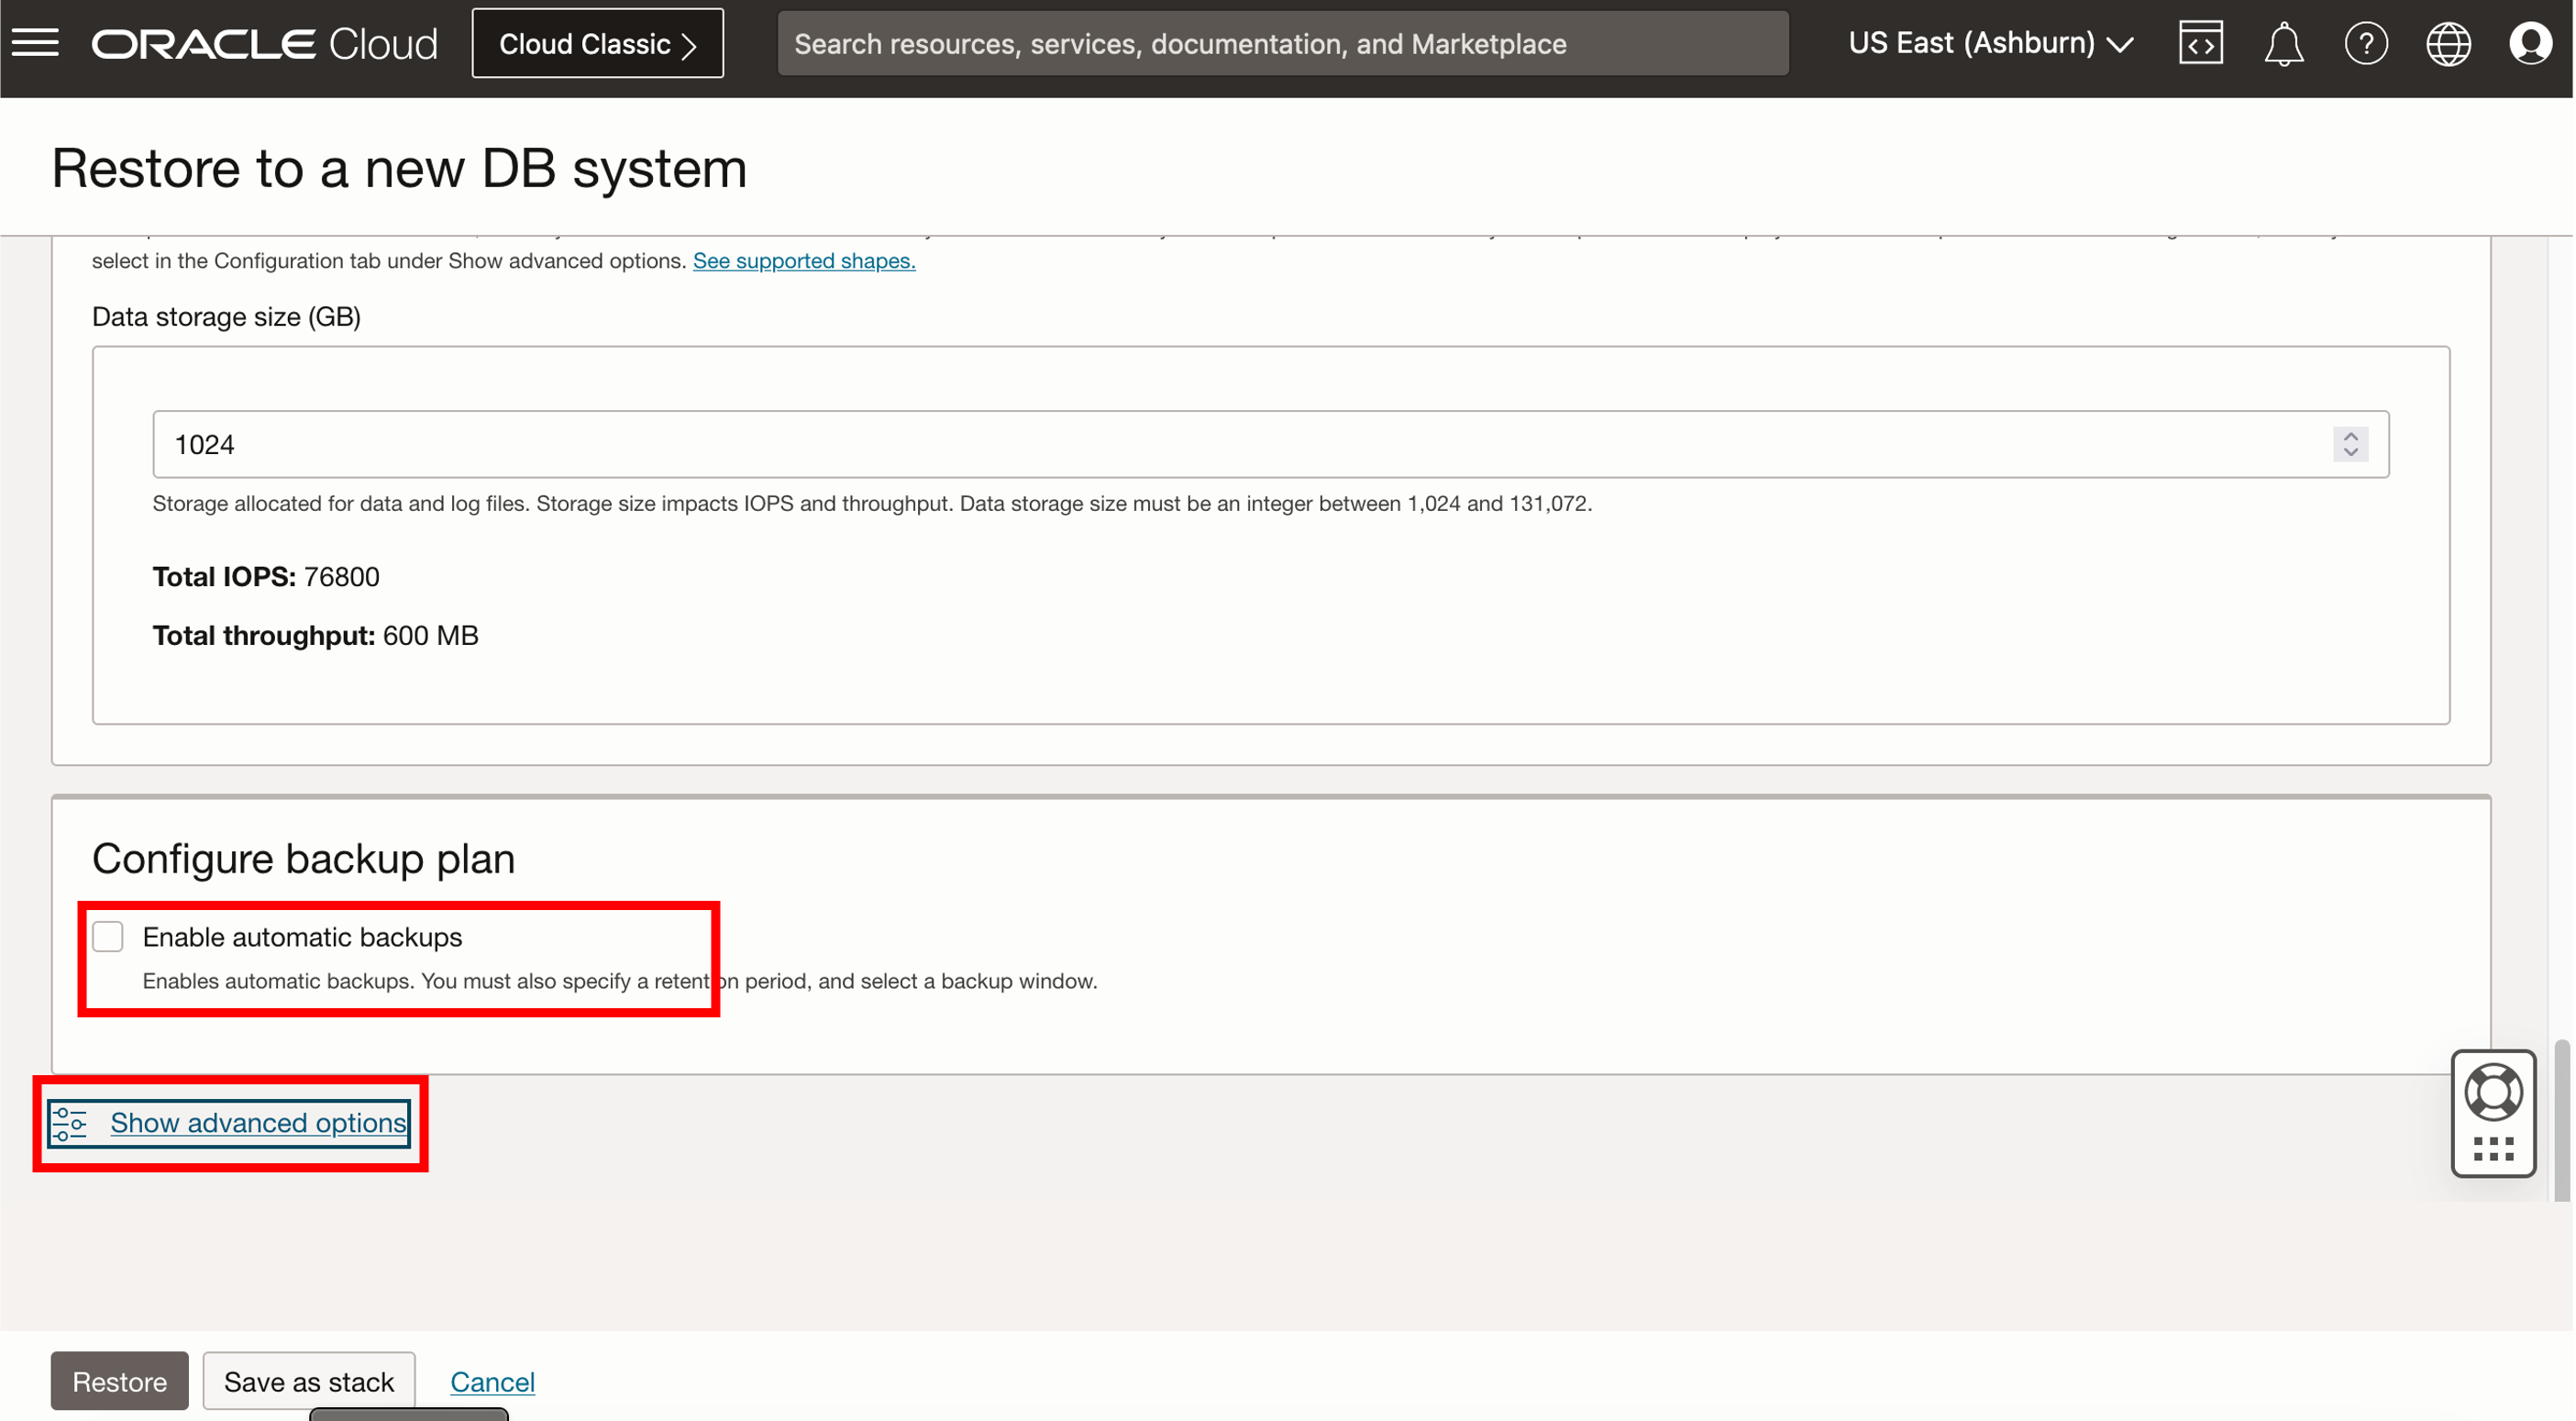 ORACLE Cloud
Cloud Classic
Search resources, services, documentation, and Marketplace
US East (Ashburn)
Restore to a new DB system
select in the Configuration tab under Show advanced options. See supported shapes.
Data storage size (GB)
1024
Storage allocated for data and log files. Storage size impacts IOPS and throughput. Data storage size must be an integer between 1,024 and 131,072.
Total IOPS: 76800
Total throughput: 600 MB
Configure backup plan
Enable automatic backups
Enables automatic backups. You must also specify a retention period, and select a backup window.
Show advanced options
Restore
Save as stack
Cancel